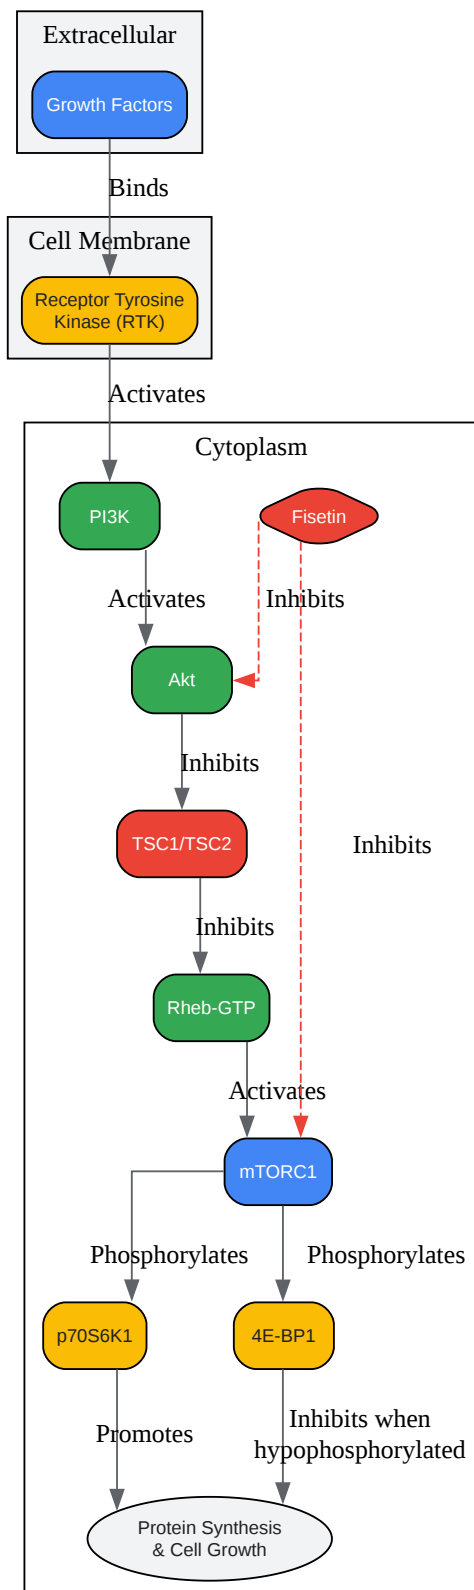 Extracellular
Growth Factors
Binds
Cell Membrane
Receptor Tyrosine
Kinase (RTK)
Activates
Cytoplasm
PI3K
Fisetin
Activates
Inhibits
Akt
Inhibits
TSC1/TSC2
Inhibits
Inhibits
Rheb-GTP
Activates
mTORC1
Phosphorylates
Phosphorylates
p70S6K1
4E-BP1
Promotes
Inhibits when
hypophosphorylated
Protein Synthesis
& Cell Growth